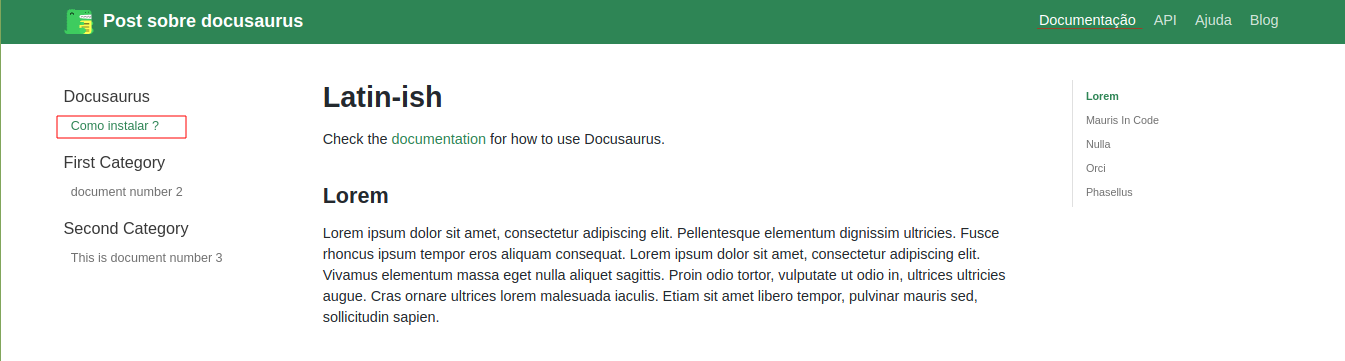 Post sobre docusaurus
Documentação API Ajuda Blog
Docusaurus
Como instalar ?
First Category
document number 2
Second Category
This is document number 3
Latin-ish
Check the documentation for how to use Docusaurus.
Lorem
Lorem ipsum dolor sit amet, consectetur adipiscing elit. Pellentesque elementum dignissim ultricies. Fusce
rhoncus ipsum tempor eros aliquam consequat. Lorem ipsum dolor sit amet, consectetur adipiscing elit.
Vivamus elementum massa eget nulla aliquet sagittis. Proin odio tortor, vulputate ut odio in, ultrices ultricies
augue. Cras ornare ultrices lorem malesuada iaculis. Etiam sit amet libero tempor, pulvinar mauris sed,
sollicitudin sapien.
Lorem
Mauris In Code
Nulla
Orci
Phasellus